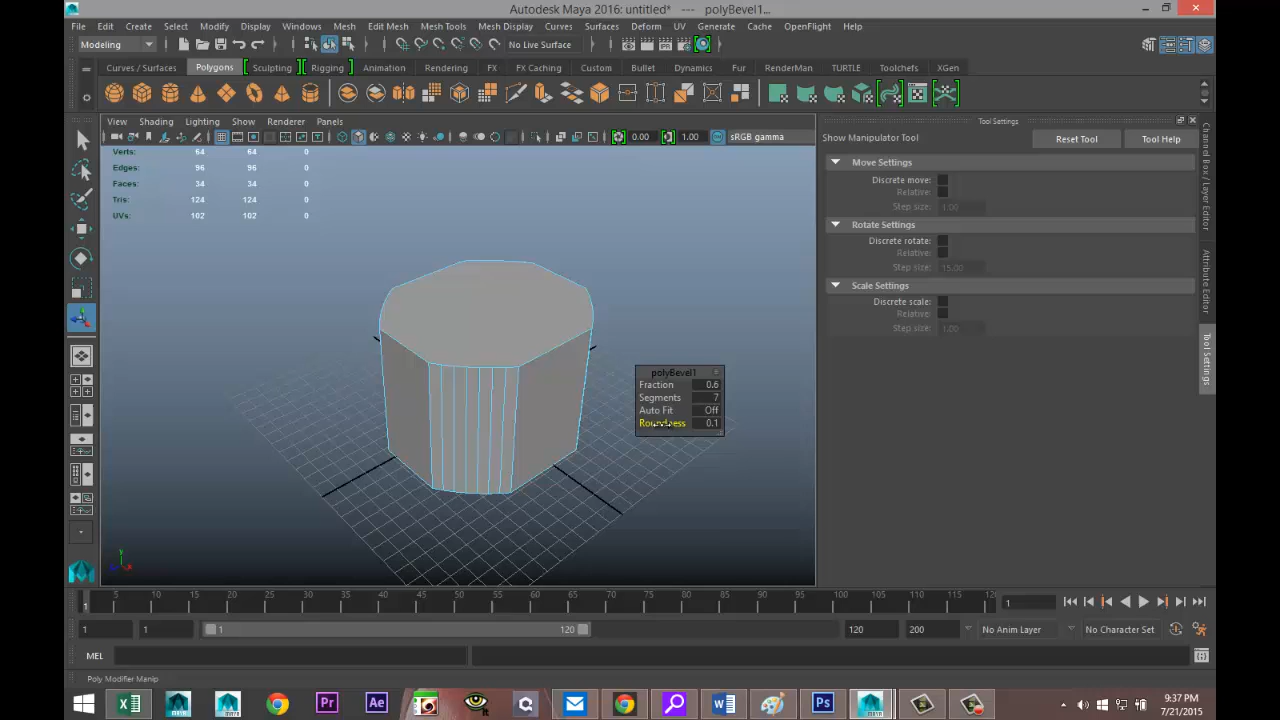 Autodesk Maya 2016: untitled* --- polyBevel1...
File Edit Create Select Modify Display Windows Mesh Edit Mesh Mesh Tools Mesh Display Curves Surfaces Deform UV Generate Cache OpenFlight Help
Modeling No Live Surface
Curves / Surfaces Polygons Sculpting Rigging Animation Rendering FX FX Caching Custom Bullet Dynamics Fur RenderMan TURTLE Toolchefs XGen
View Shading Lighting Show Renderer Panels
0.00 1.00 sRGB gamma
Verts: 64 64 0
Edges: 96 96 0
Faces: 34 34 0
Tris: 124 124 0
UVs: 102 102 0
polyBevel1
Fraction 0.6
Segments 7
Auto Fit Off
Roundness 0.1
Tool Settings
Show Manipulator Tool Reset Tool Tool Help
Move Settings
Discrete move:
Relative:
Step size: 1.00
Rotate Settings
Discrete rotate:
Relative:
Step size: 15.00
Scale Settings
Discrete scale:
Relative:
Step size: 1.00
Channel Box / Layer Editor
Attribute Editor
Tool Settings
1 5 10 15 20 25 30 35 40 45 50 55 60 65 70 75 80 85 90 95 100 105 110 115 12
1
1 1 1 120 120 200 No Anim Layer No Character Set
MEL
Poly Modifier Manip
Pr Ae Ps
9:37 PM
7/21/2015